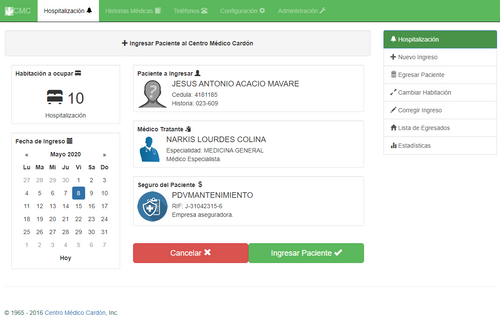 CMC Hospitalización Historias Médicas Teléfonos Configuración Administración
Ingresar Paciente al Centro Médico Cardón
Habitación a ocupar
10
Hospitalización
Fecha de Ingreso
« Mayo 2020 »
Lu Ma Mi Ju Vi Sa Do
27 28 29 30 1 2 3
4 5 6 7 8 9 10
11 12 13 14 15 16 17
18 19 20 21 22 23 24
25 26 27 28 29 30 31
1 2 3 4 5 6 7
Hoy
Paciente a Ingresar
JESUS ANTONIO ACACIO MAVARE
Cedula: 4181185
Historia: 023-609
Médico Tratante
NARKIS LOURDES COLINA
Especialidad: MEDICINA GENERAL
Médico Especialista.
Seguro del Paciente $
PDVMANTENIMIENTO
RIF: J-31042315-6
Empresa aseguradora.
Cancelar
Ingresar Paciente
Hospitalización
Nuevo Ingreso
Egresar Paciente
Cambiar Habitación
Corregir Ingreso
Lista de Egresados
Estadísticas
© 1965 - 2016 Centro Médico Cardón, Inc.